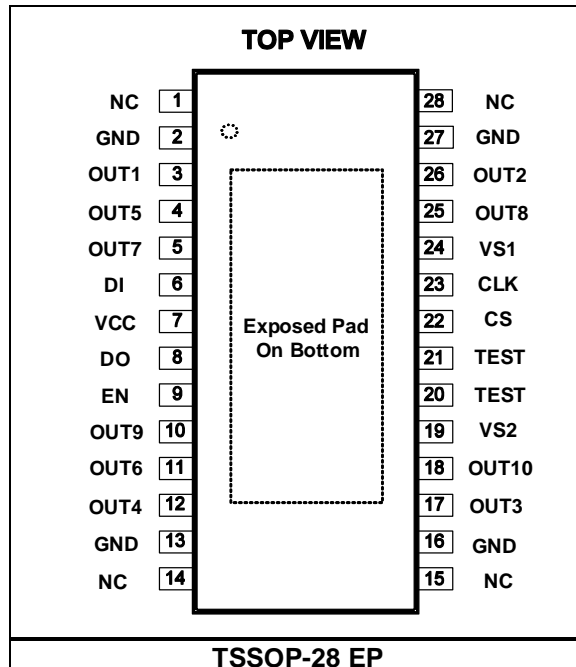 TOP VIEW
NC 1 28 NC
GND 2 27 GND
OUT1 3 26 OUT2
OUT5 4 25 OUT8
OUT7 5 24 VS1
DI 6 23 CLK
VCC 7 22 CS
Exposed Pad
On Bottom
DO 8 21 TEST
EN 9 20 TEST
OUT9 10 19 VS2
OUT6 11 18 OUT10
OUT4 12 17 OUT3
GND 13 16 GND
NC 14 15 NC
TSSOP-28 EP